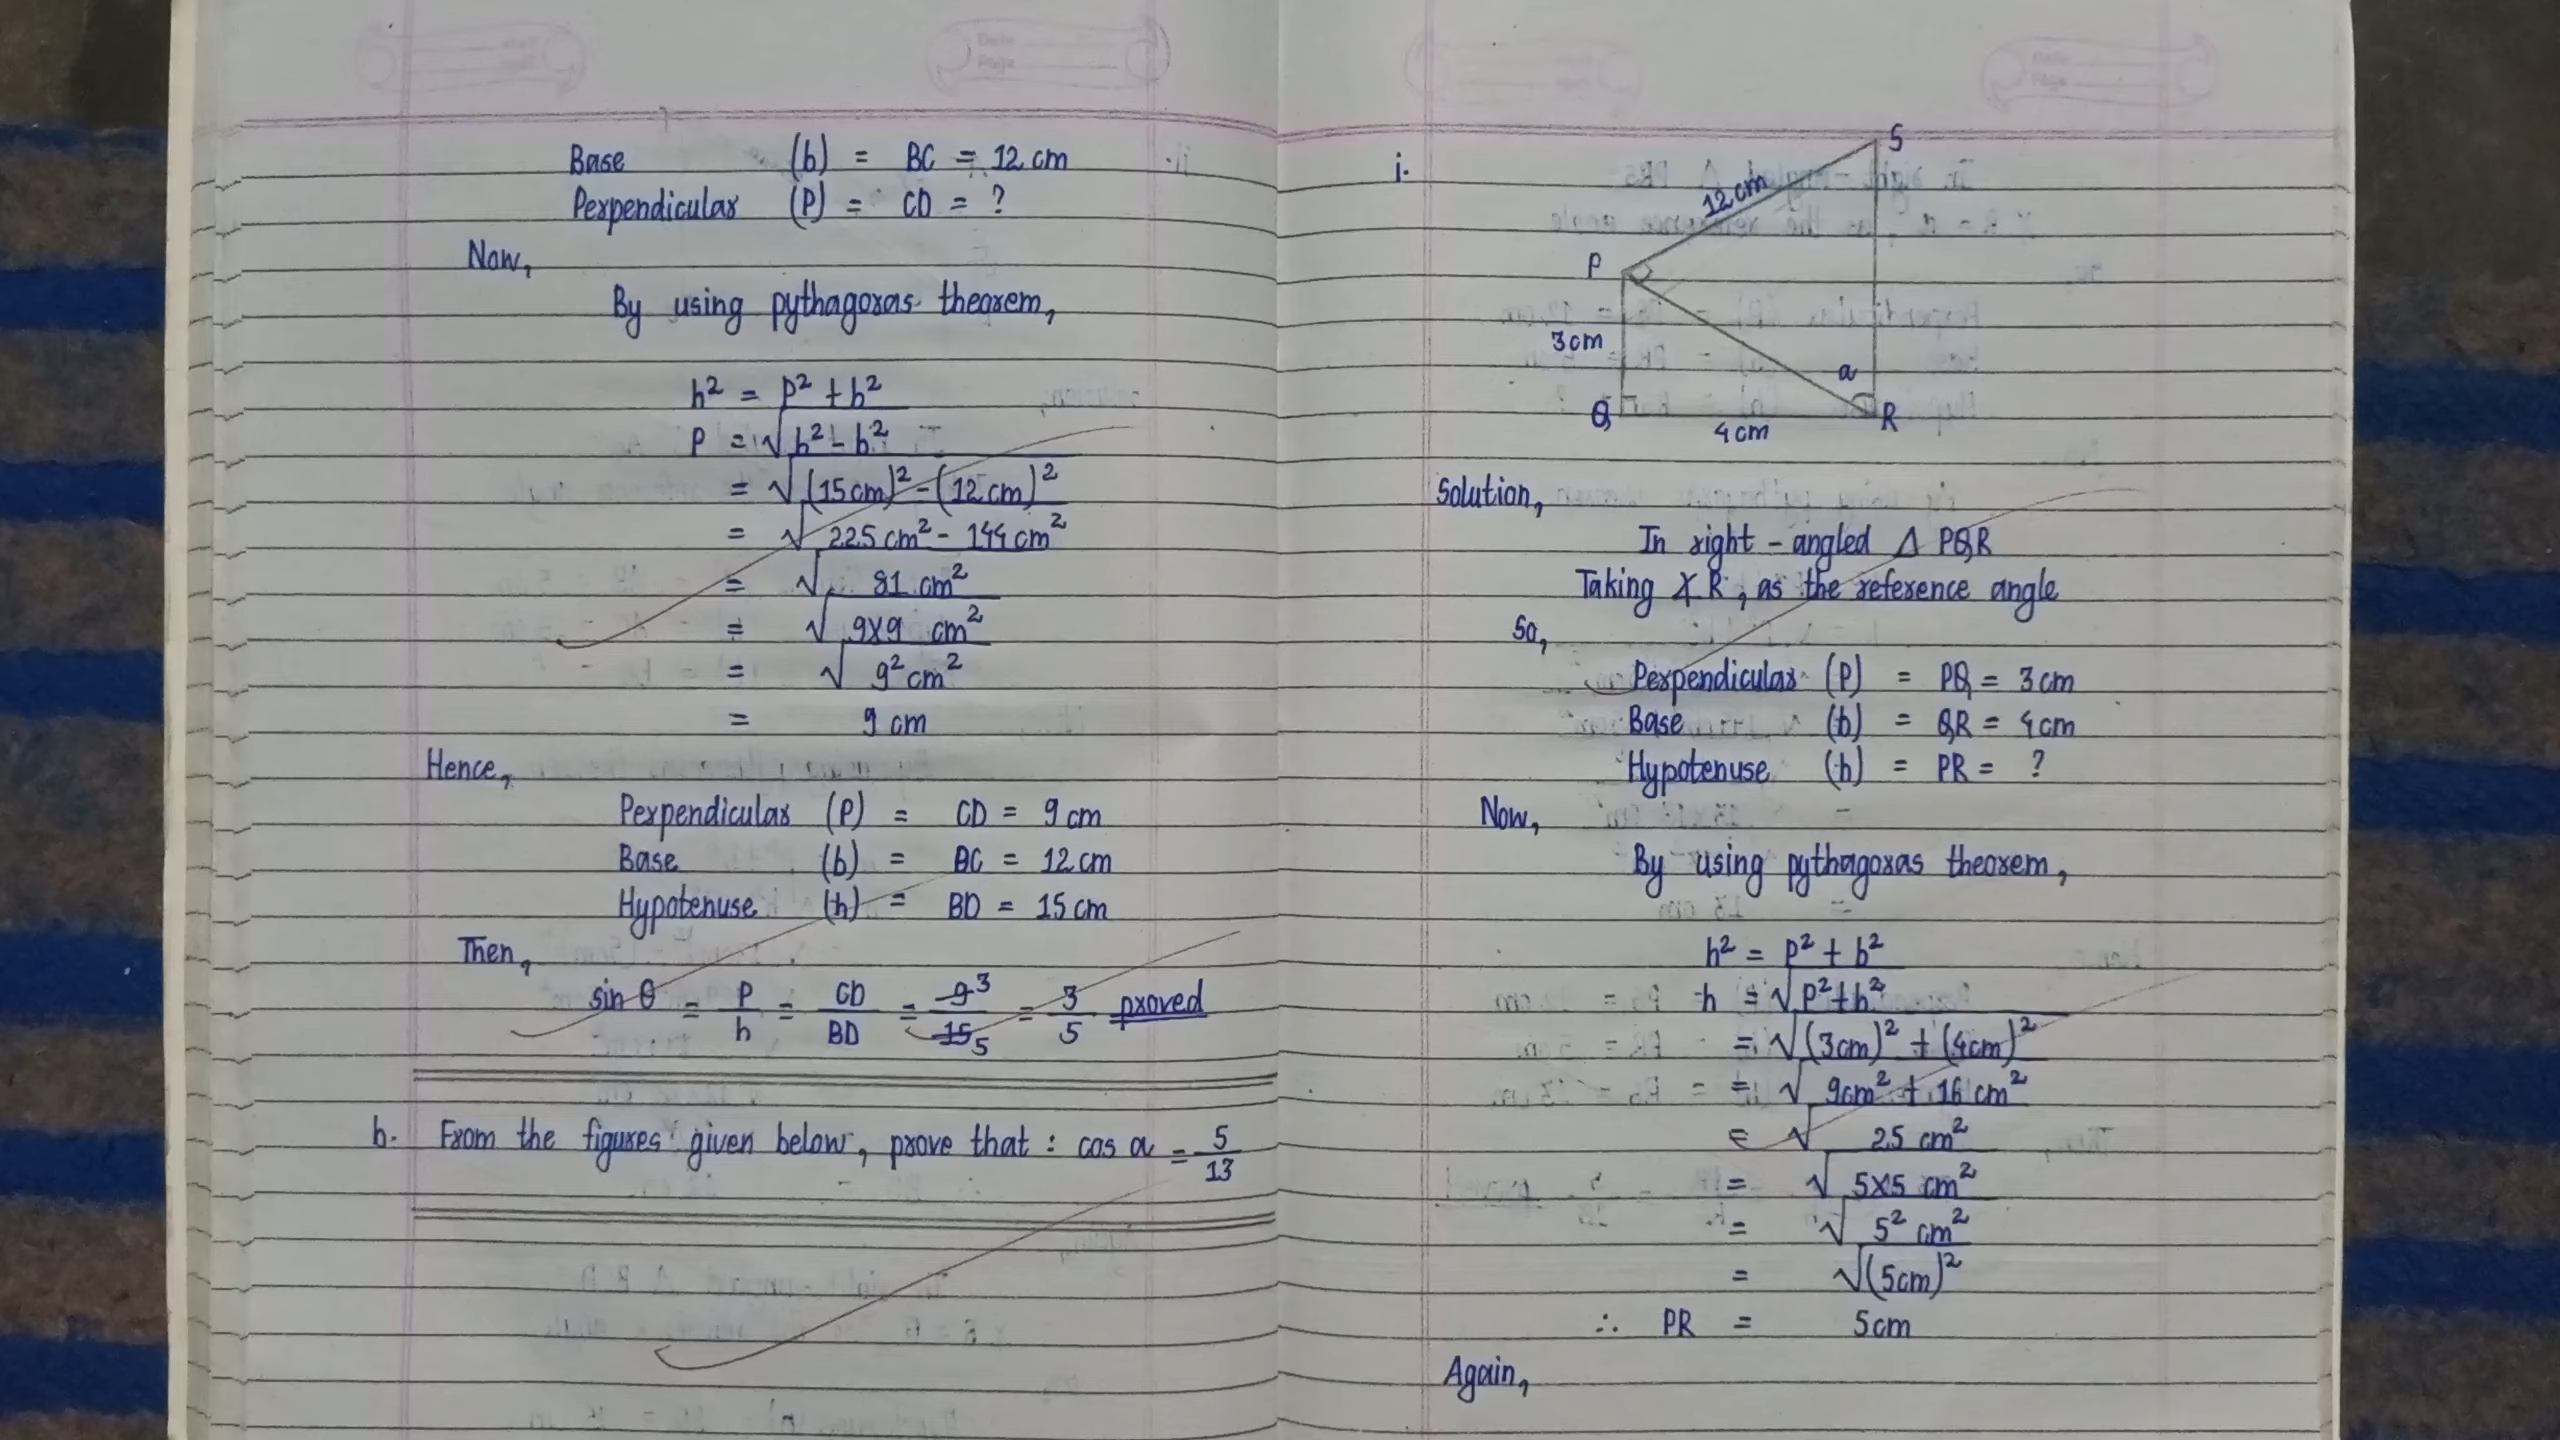 Base (b) = BC = 12 cm
Perpendicular (P) = CD = ?
Now,
By using pythagoras theorem,
h² = p² + b²
P = √h² - b²
= √(15 cm)² - (12 cm)²
= √225 cm² - 144 cm²
= √81 cm²
= √9×9 cm²
= √9² cm²
= 9 cm
Hence,
Perpendicular (P) = CD = 9 cm
Base (b) = BC = 12 cm
Hypotenuse (h) = BD = 15 cm
Then,
sin θ = P/h = CD/BD = 9 3/15 5 = 3/5 proved
b. From the figures given below, prove that : cos α = 5/13
i.
S
12 cm
P
3 cm
α
Q R
4 cm
Solution,
In right - angled Δ PQR
Taking ∡ R, as the reference angle
So,
Perpendicular (P) = PQ = 3 cm
Base (b) = QR = 4 cm
Hypotenuse (h) = PR = ?
Now,
By using pythagoras theorem,
h² = p² + b²
h = √p² + b²
= √(3cm)² + (4cm)²
= √9cm² + 16 cm²
= √25 cm²
= √5×5 cm²
= √5² cm²
= √(5cm)²
∴ PR = 5cm
Again,